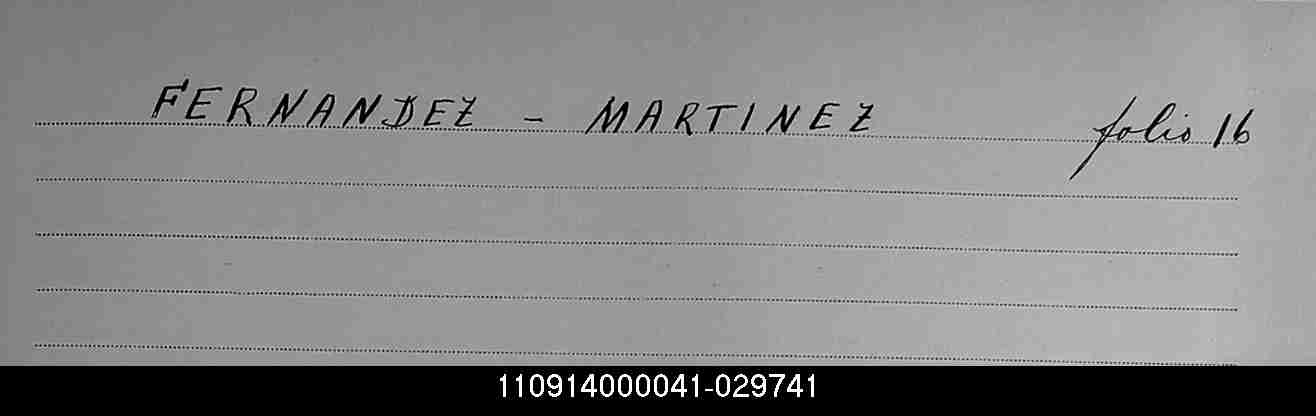 FERNANDEZ - MARTINEZ folio 16
110914000041-029741